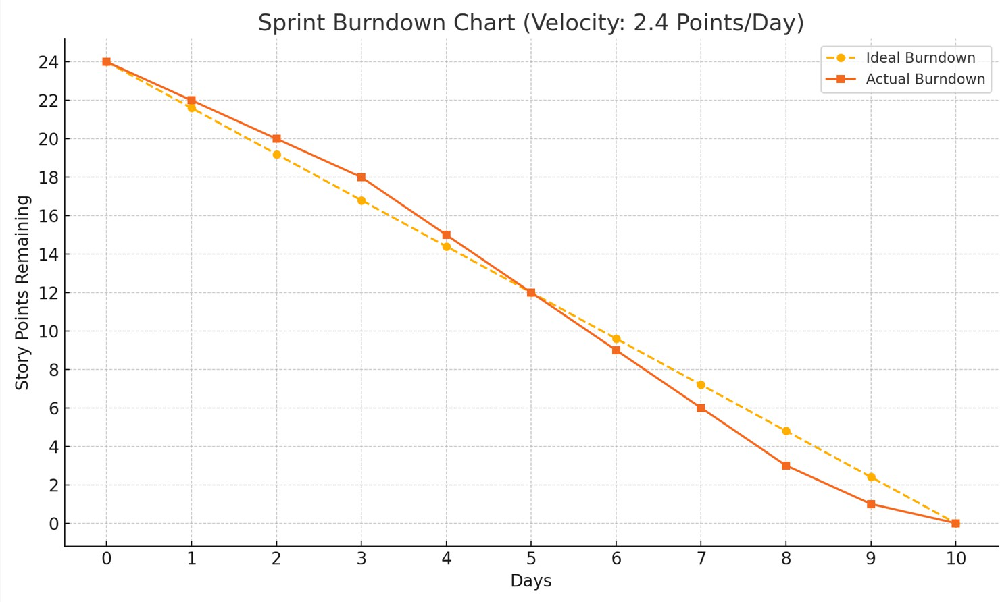 Sprint Burndown Chart (Velocity: 2.4 Points/Day)
Ideal Burndown
Actual Burndown
Story Points Remaining
24
22
20
18
16
14
12
10
8
6
4
2
0
0 1 2 3 4 5 6 7 8 9 10
Days